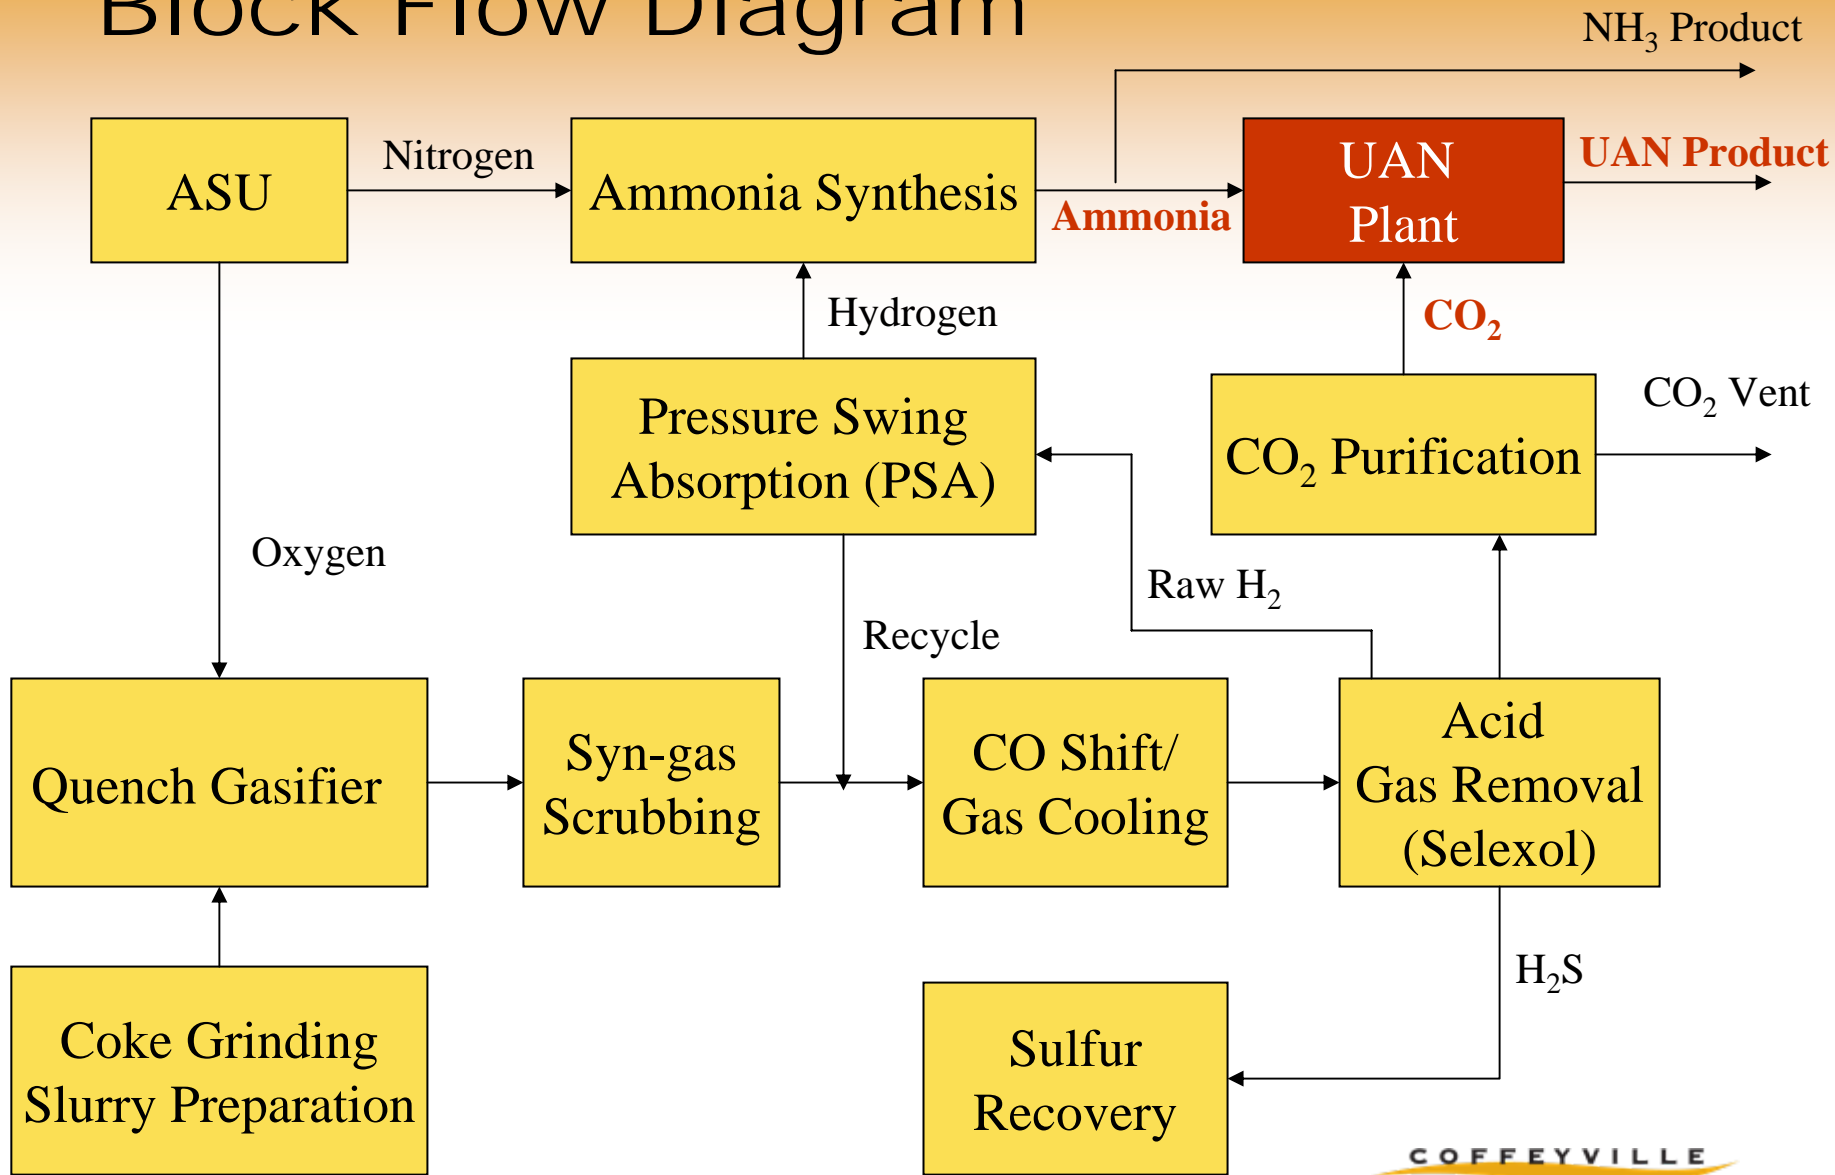 Block Flow Diagram
NH₃ Product
ASU
Nitrogen
Ammonia Synthesis
Ammonia
UAN
Plant
UAN Product
Hydrogen
CO₂
Pressure Swing
Absorption (PSA)
CO₂ Purification
CO₂ Vent
Oxygen
Raw H₂
Recycle
Quench Gasifier
Syn-gas
Scrubbing
CO Shift/
Gas Cooling
Acid
Gas Removal
(Selexol)
H₂S
Coke Grinding
Slurry Preparation
Sulfur
Recovery
COFFEYVILLE